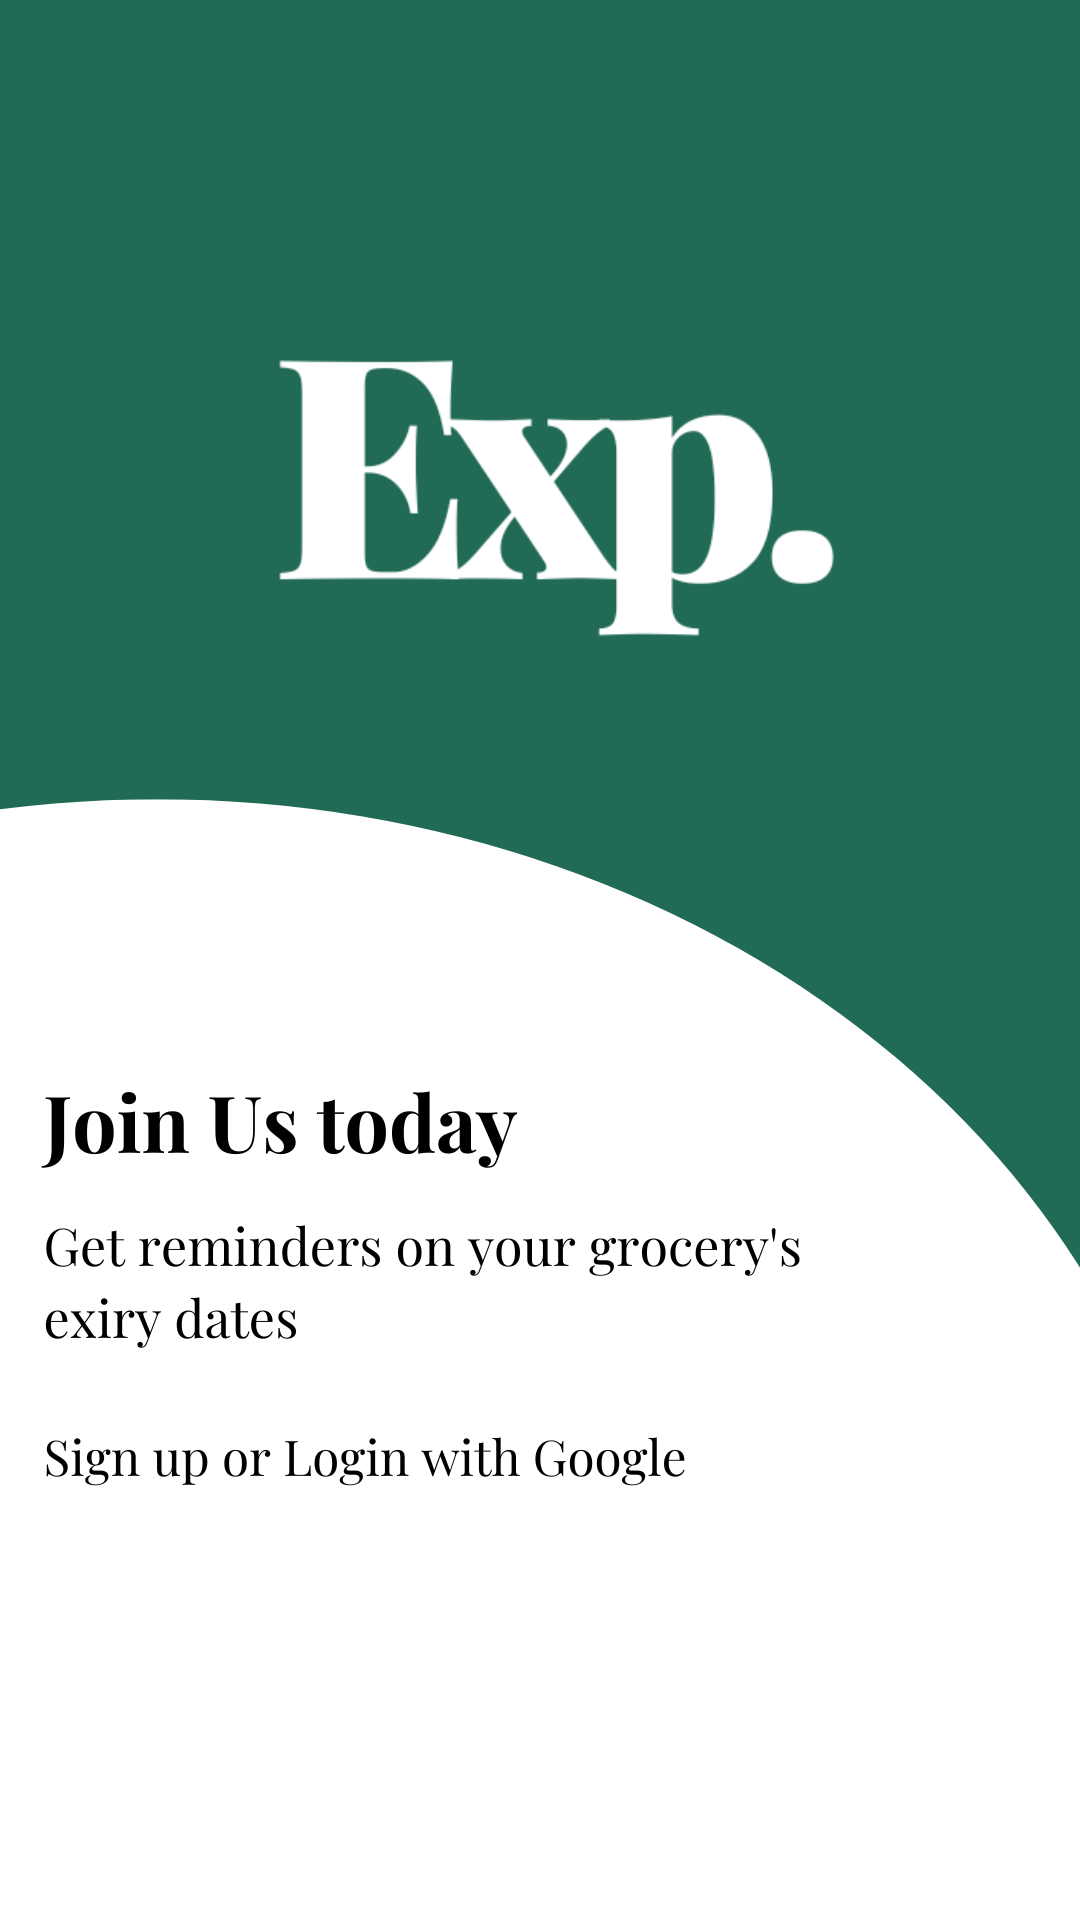 Exp.
Join Us today
Get reminders on your grocery's
exiry dates
Sign up or Login with Google